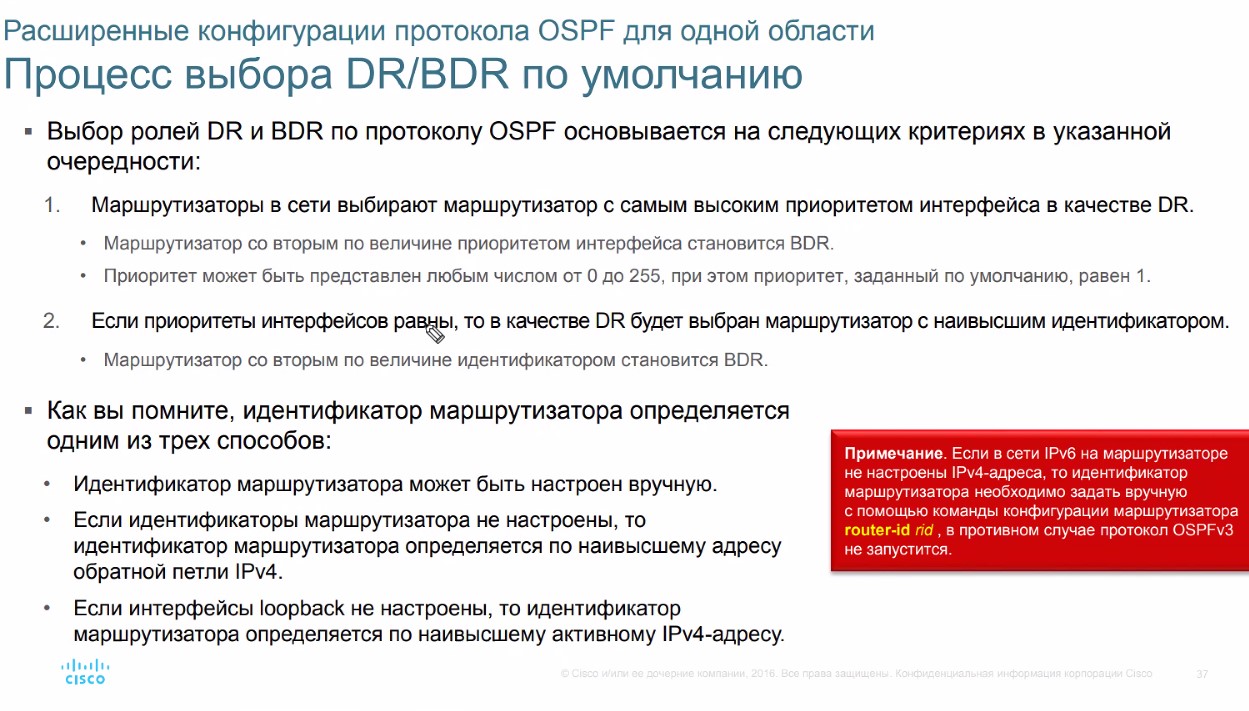 Расширенные конфигурации протокола OSPF для одной области
Процесс выбора DR/BDR по умолчанию
▪ Выбор ролей DR и BDR по протоколу OSPF основывается на следующих критериях в указанной
очередности:
1. Маршрутизаторы в сети выбирают маршрутизатор с самым высоким приоритетом интерфейса в качестве DR.
• Маршрутизатор со вторым по величине приоритетом интерфейса становится BDR.
• Приоритет может быть представлен любым числом от 0 до 255, при этом приоритет, заданный по умолчанию, равен 1.
2. Если приоритеты интерфейсов равны, то в качестве DR будет выбран маршрутизатор с наивысшим идентификатором.
• Маршрутизатор со вторым по величине идентификатором становится BDR.
▪ Как вы помните, идентификатор маршрутизатора определяется
одним из трех способов:
• Идентификатор маршрутизатора может быть настроен вручную.
• Если идентификаторы маршрутизатора не настроены, то
идентификатор маршрутизатора определяется по наивысшему адресу
обратной петли IPv4.
• Если интерфейсы loopback не настроены, то идентификатор
маршрутизатора определяется по наивысшему активному IPv4-адресу.
Примечание. Если в сети IPv6 на маршрутизаторе
не настроены IPv4-адреса, то идентификатор
маршрутизатора необходимо задать вручную
с помощью команды конфигурации маршрутизатора
router-id rid , в противном случае протокол OSPFv3
не запустится.
cisco
© Cisco и/или ее дочерние компании, 2016. Все права защищены. Конфиденциальная информация корпорации Cisco
37